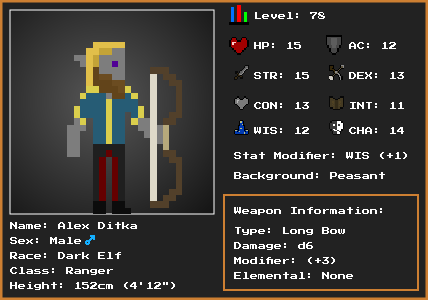 Level: 78
HP: 15 AC: 12
STR: 15 DEX: 13
CON: 13 INT: 11
WIS: 12 CHA: 14
Stat Modifier: WIS (+1)
Background: Peasant
Name: Alex Ditka
Sex: Male
Race: Dark Elf
Class: Ranger
Height: 152cm (4'12")
Weapon Information:
Type: Long Bow
Damage: d6
Modifier: (+3)
Elemental: None